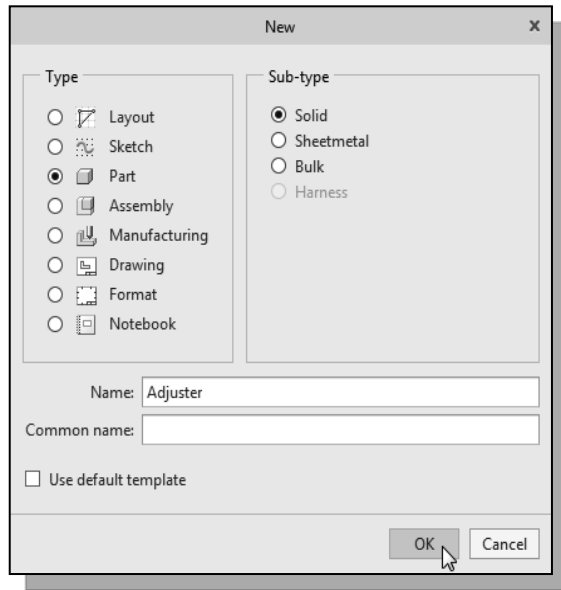 New
x
Type
Layout
Sketch
Part
Assembly
Manufacturing
Drawing
Format
Notebook
Sub-type
Solid
Sheetmetal
Bulk
Harness
Name: Adjuster
Common name:
Use default template
OK Cancel